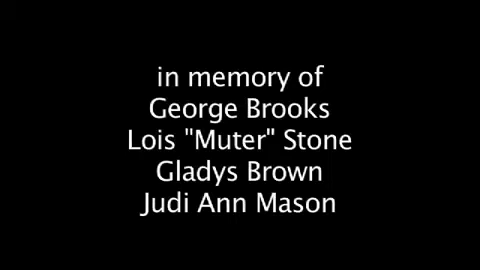 in memory of
George Brooks
Lois "Muter" Stone
Gladys Brown
Judi Ann Mason